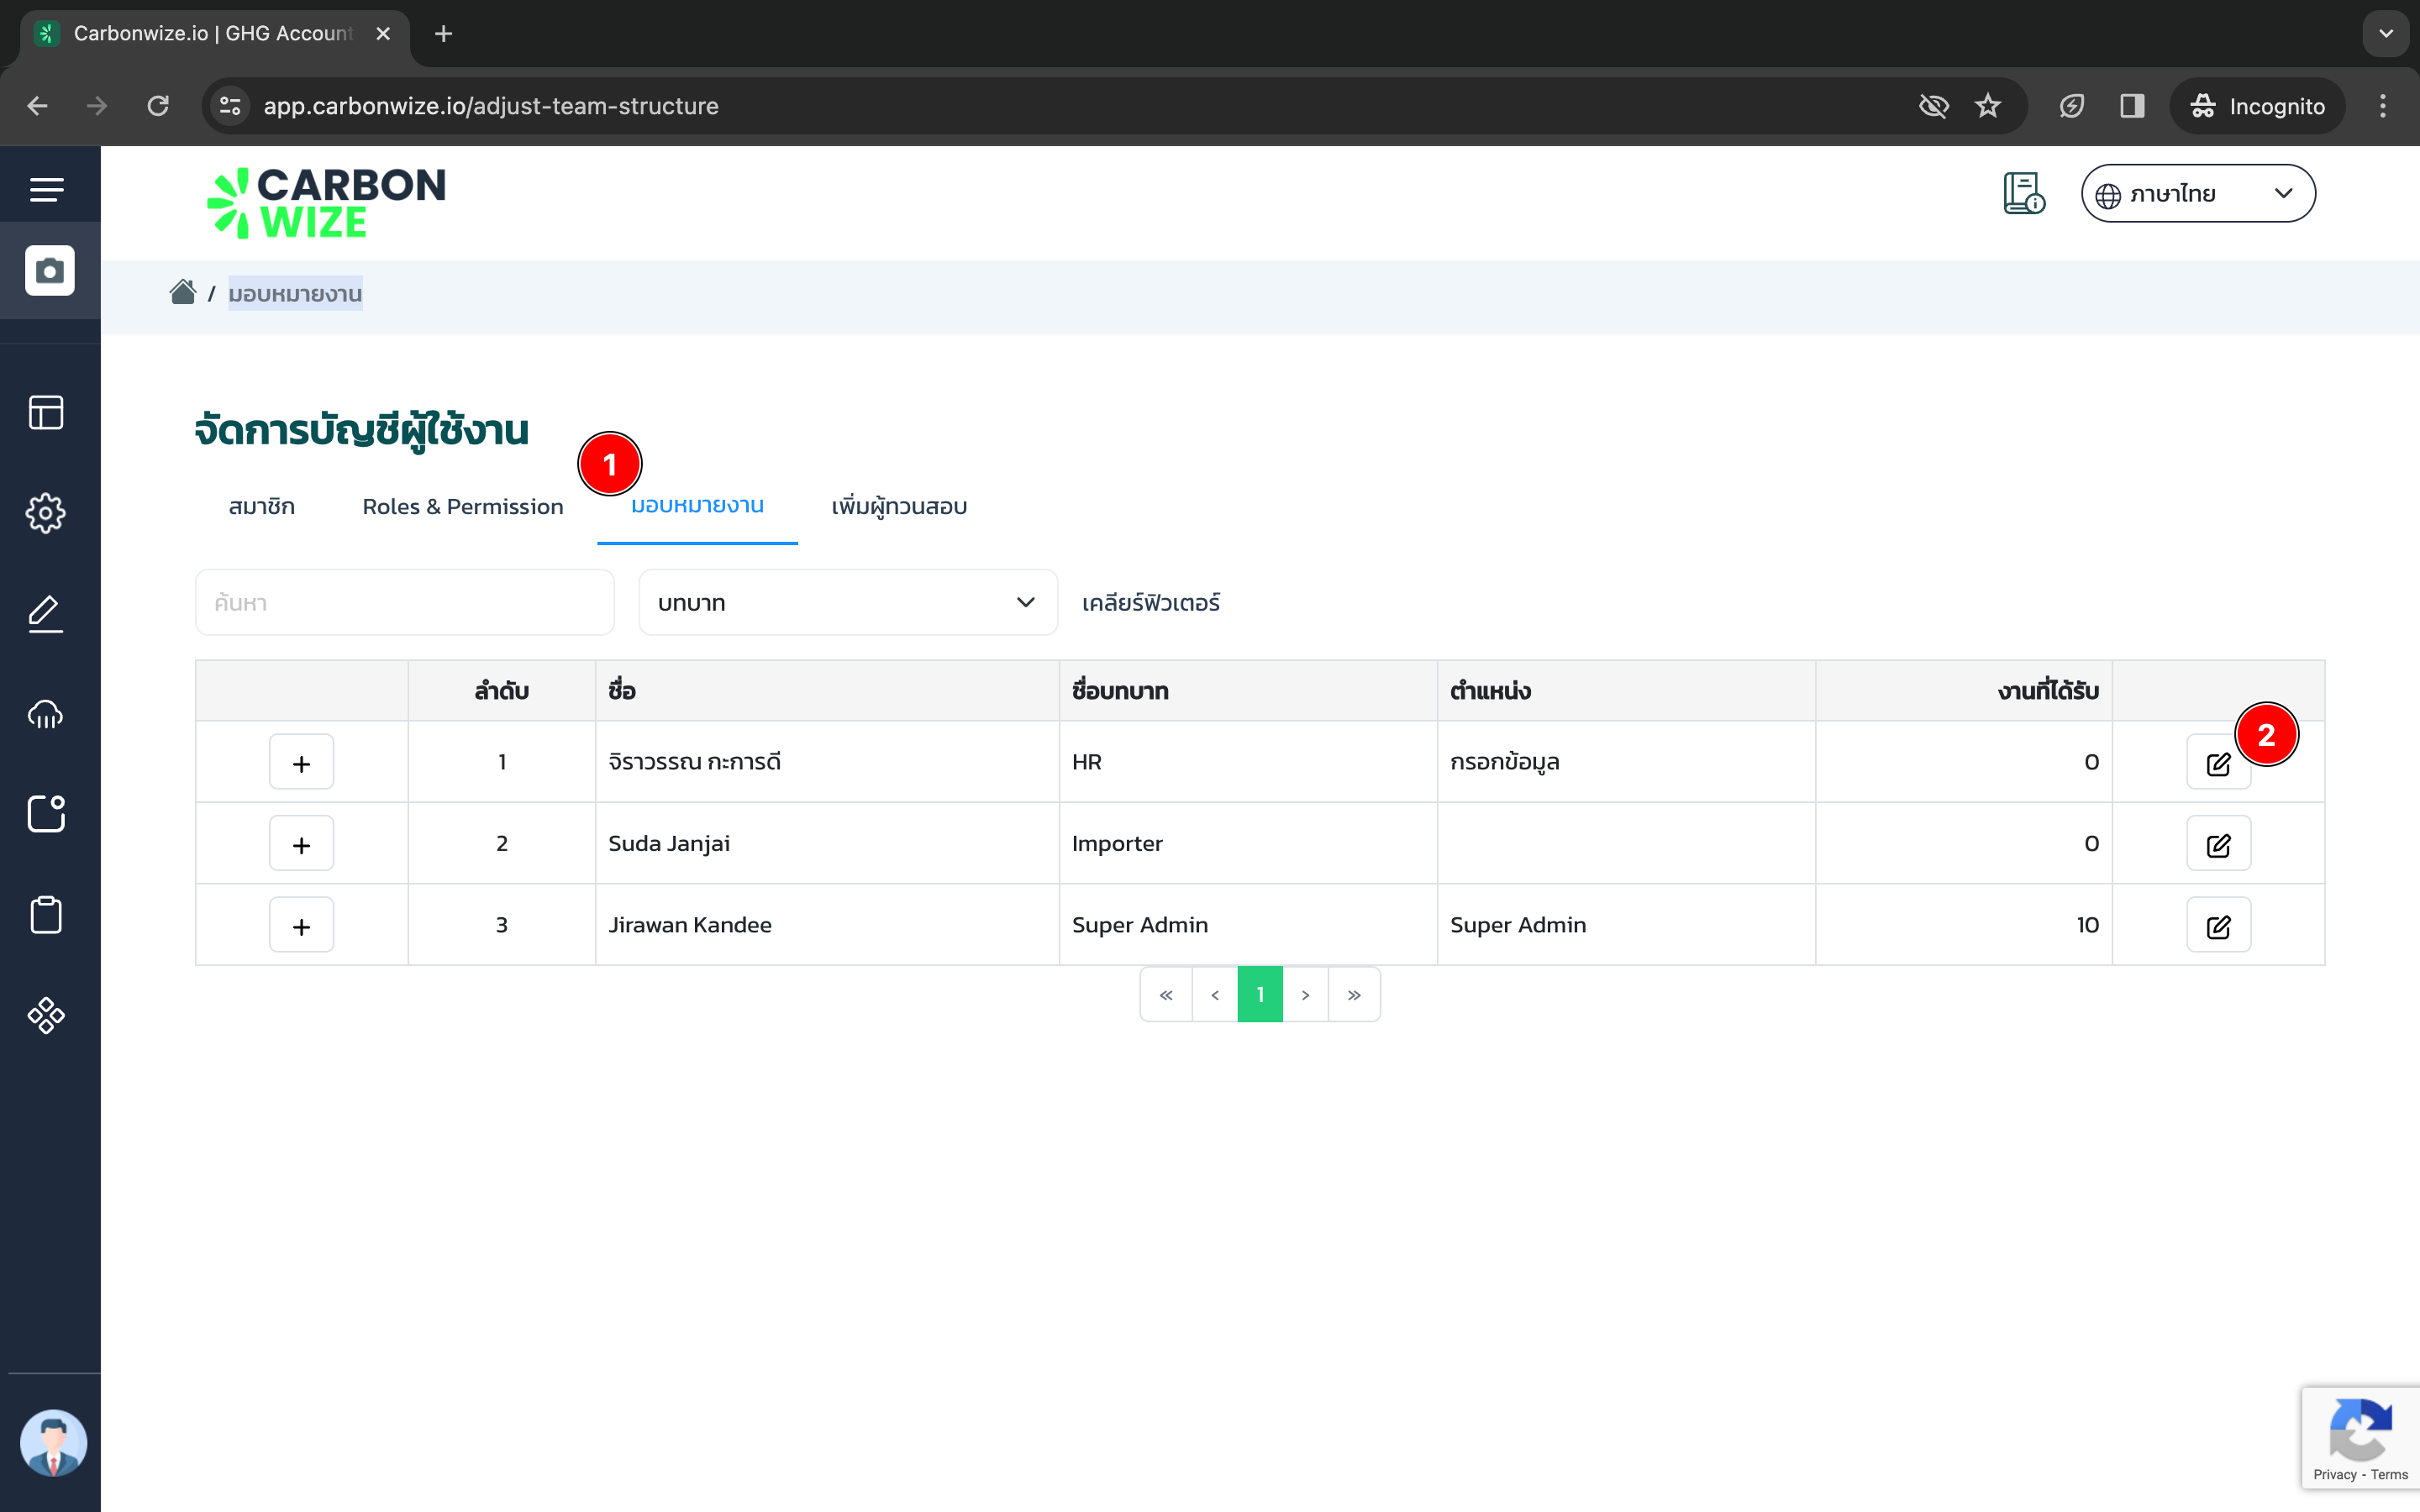 Carbonwize.io | GHG Account
app.carbonwize.io/adjust-team-structure
Incognito
CARBON
WIZE
ภาษาไทย
/ มอบหมายงาน
จัดการบัญชีผู้ใช้งาน
1
สมาชิก Roles & Permission มอบหมายงาน เพิ่มผู้ทวนสอบ
ค้นหา บทบาท เคลียร์ฟิวเตอร์
ลำดับ ชื่อ ชื่อบทบาท ตำแหน่ง งานที่ได้รับ
2
+ 1 จิราวรรณ กะการดี HR กรอกข้อมูล 0
+ 2 Suda Janjai Importer 0
+ 3 Jirawan Kandee Super Admin Super Admin 10
« ‹ 1 › »
Privacy - Terms